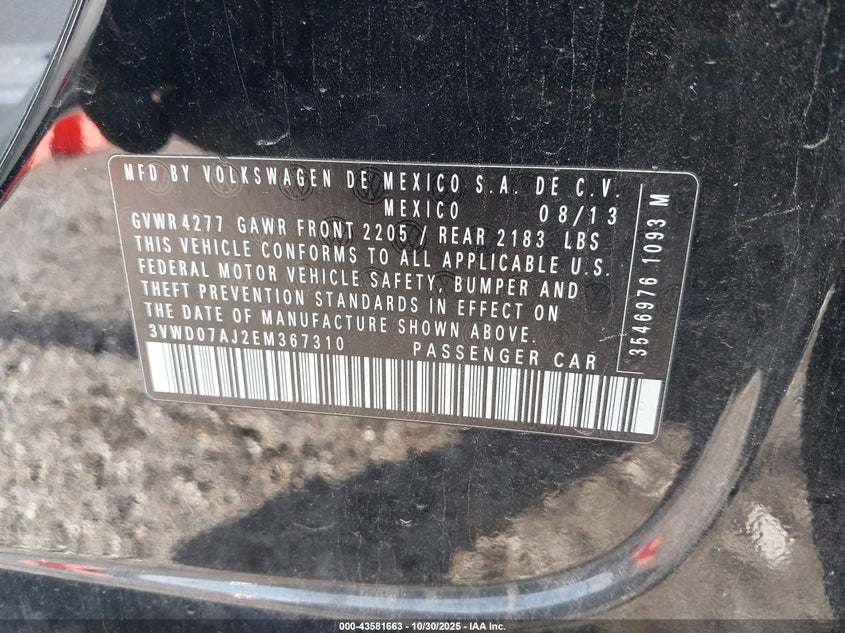 MFD BY VOLKSWAGEN DE MEXICO S.A. DE C.V.
MEXICO 08/13
GVWR 4277 GAWR FRONT 2205 / REAR 2183 LBS
THIS VEHICLE CONFORMS TO ALL APPLICABLE U.S.
FEDERAL MOTOR VEHICLE SAFETY, BUMPER AND
THEFT PREVENTION STANDARDS IN EFFECT ON
THE DATE OF MANUFACTURE SHOWN ABOVE.
3VWD07AJ2EM367310 PASSENGER CAR
3546976 1093 M
000-43581663 - 10/30/2025 - IAA Inc.